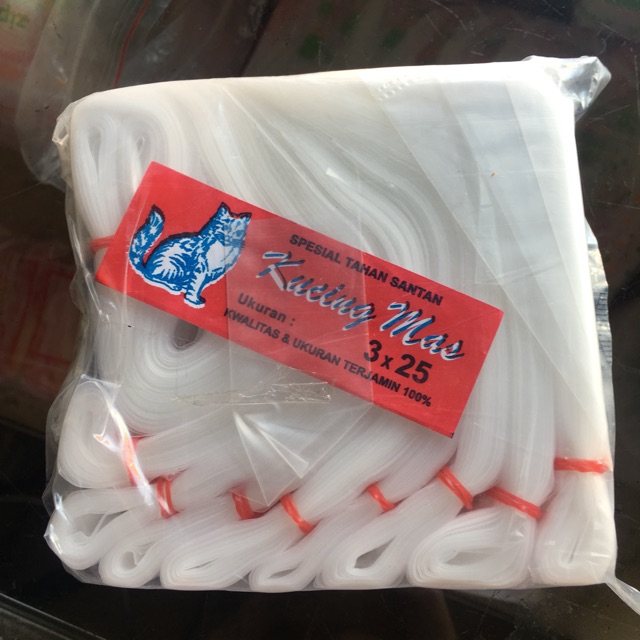 SPESIAL TAHAN SANTAN
Kucing Mas
Ukuran : 3 x 25
KWALITAS & UKURAN TERJAMIN 100%